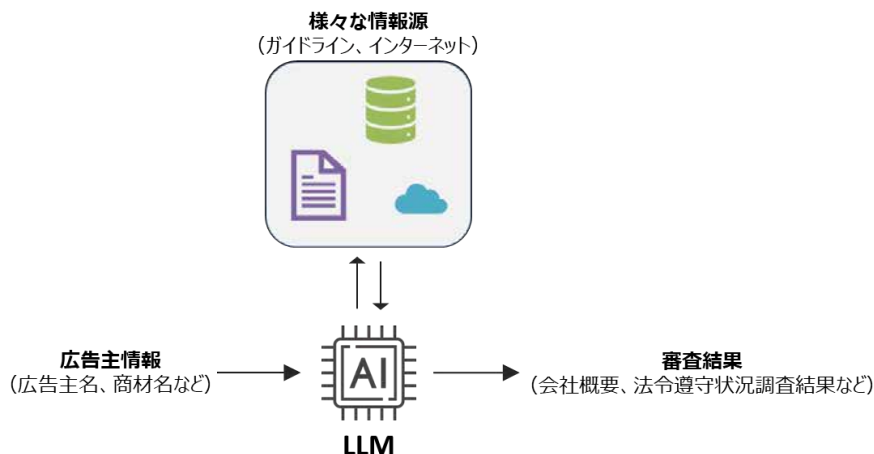 様々な情報源
（ガイドライン、インターネット）
広告主情報
（広告主名、商材名など）
AI
LLM
審査結果
（会社概要、法令遵守状況調査結果など）